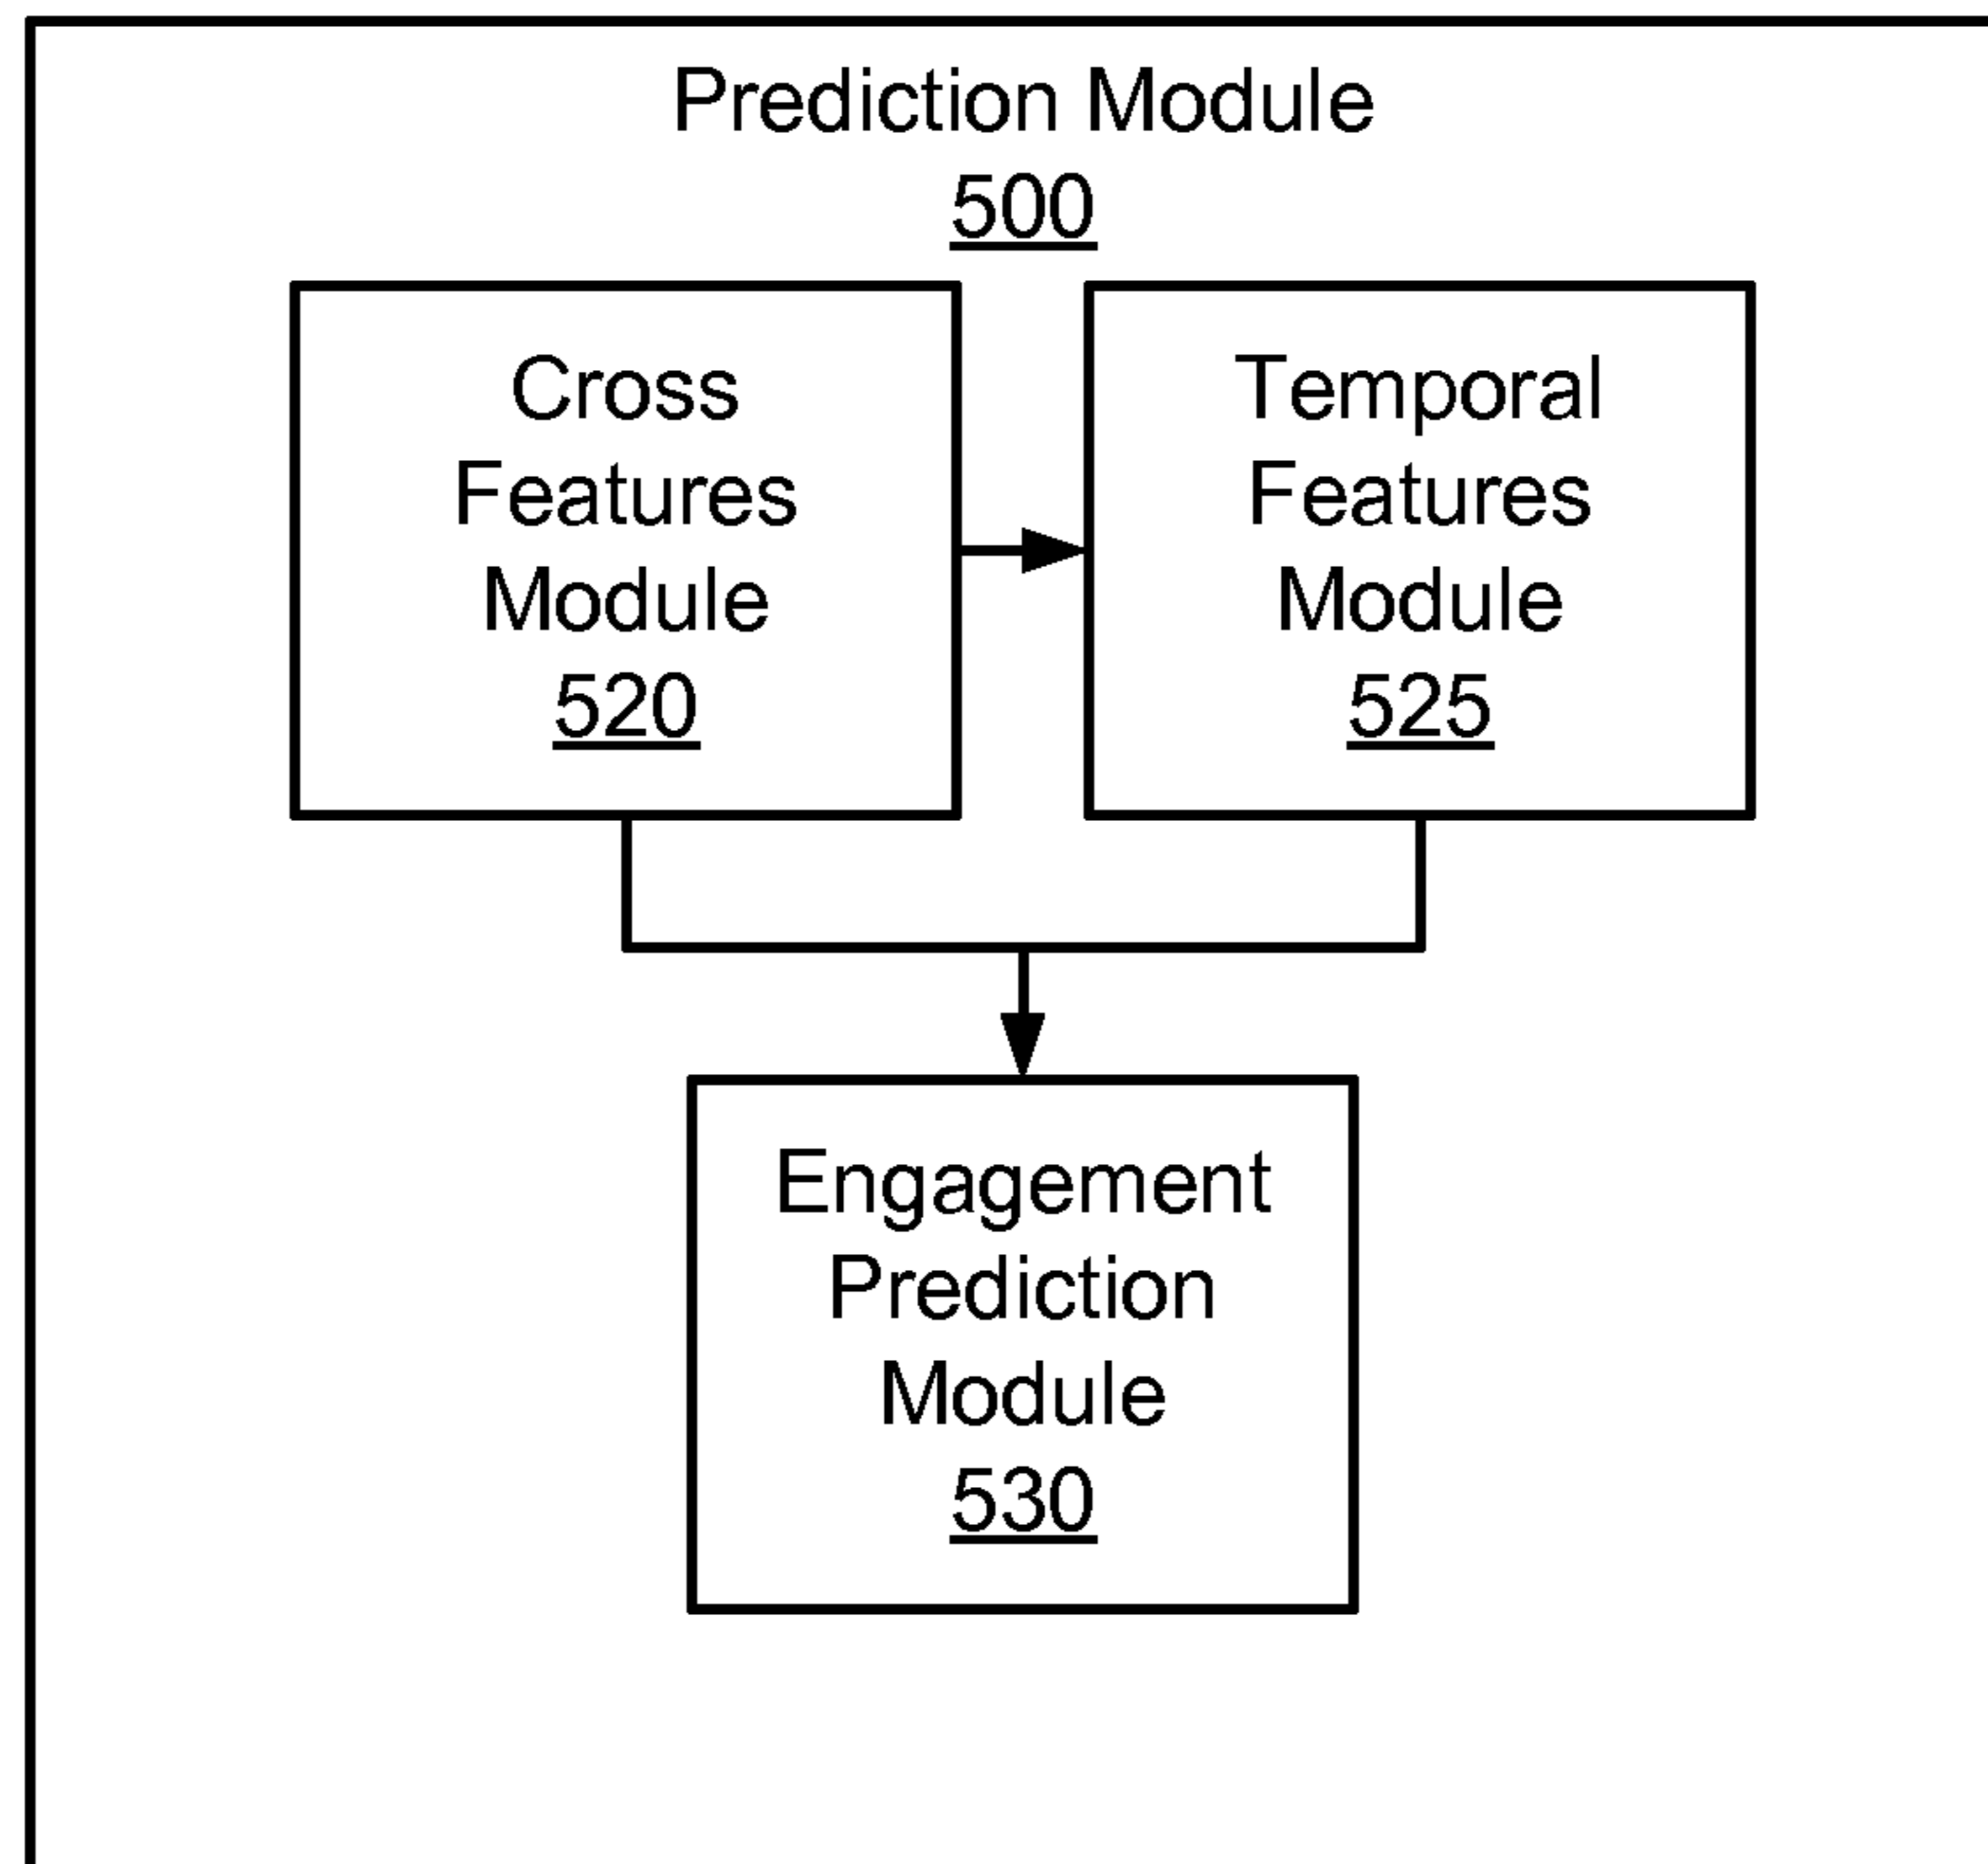 Prediction Module
500
Cross
Features
Module
520
Temporal
Features
Module
525
Engagement
Prediction
Module
530